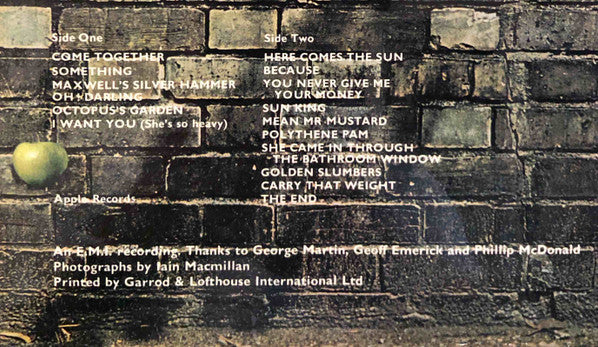 Side One
COME TOGETHER
SOMETHING
MAXWELL'S SILVER HAMMER
OH! DARLING
OCTOPUS'S GARDEN
I WANT YOU (She's so heavy)
Apple Records
Side Two
HERE COMES THE SUN
BECAUSE
YOU NEVER GIVE ME
YOUR MONEY
SUN KING
MEAN MR MUSTARD
POLYTHENE PAM
SHE CAME IN THROUGH
THE BATHROOM WINDOW
GOLDEN SLUMBERS
CARRY THAT WEIGHT
THE END
An E.M.I. recording, Thanks to George Martin, Geoff Emerick and Phillip McDonald
Photographs by Iain Macmillan
Printed by Garrod & Lofthouse International Ltd